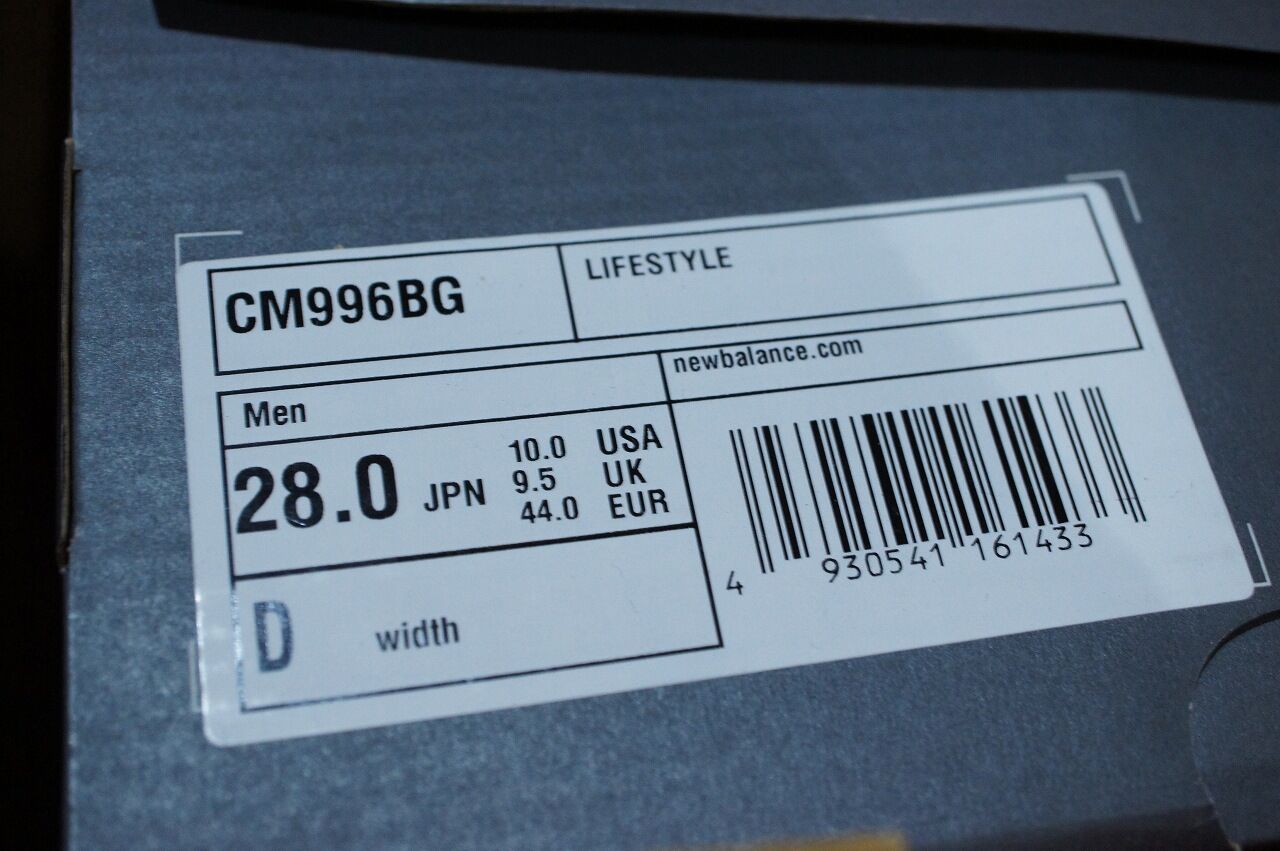 CM996BG
LIFESTYLE
Men
newbalance.com
28.0 JPN
10.0 USA
9.5 UK
44.0 EUR
D width
4 930541 161433